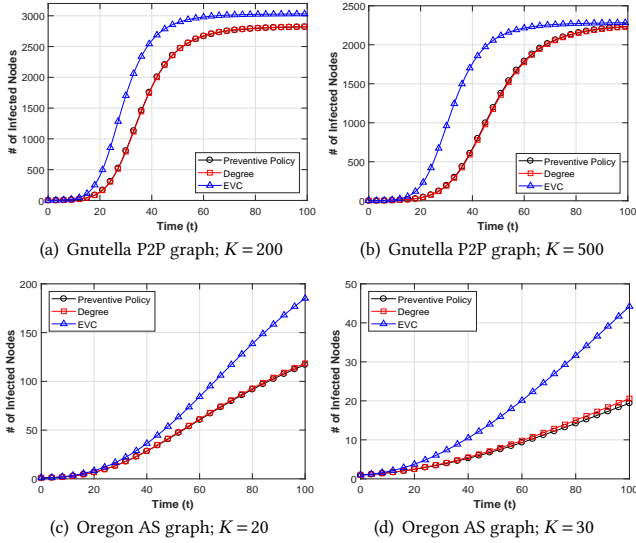 3000
2500
2000
1500
1000
500
0
# of Infected Nodes
Preventive Policy
Degree
EVC
0 20 40 60 80 100
Time (t)
(a) Gnutella P2P graph; K = 200
2500
2000
1500
1000
500
0
# of Infected Nodes
Preventive Policy
Degree
EVC
0 20 40 60 80 100
Time (t)
(b) Gnutella P2P graph; K = 500
200
150
100
50
0
# of Infected Nodes
Preventive Policy
Degree
EVC
0 20 40 60 80 100
Time (t)
(c) Oregon AS graph; K = 20
50
40
30
20
10
0
# of Infected Nodes
Preventive Policy
Degree
EVC
0 20 40 60 80 100
Time (t)
(d) Oregon AS graph; K = 30